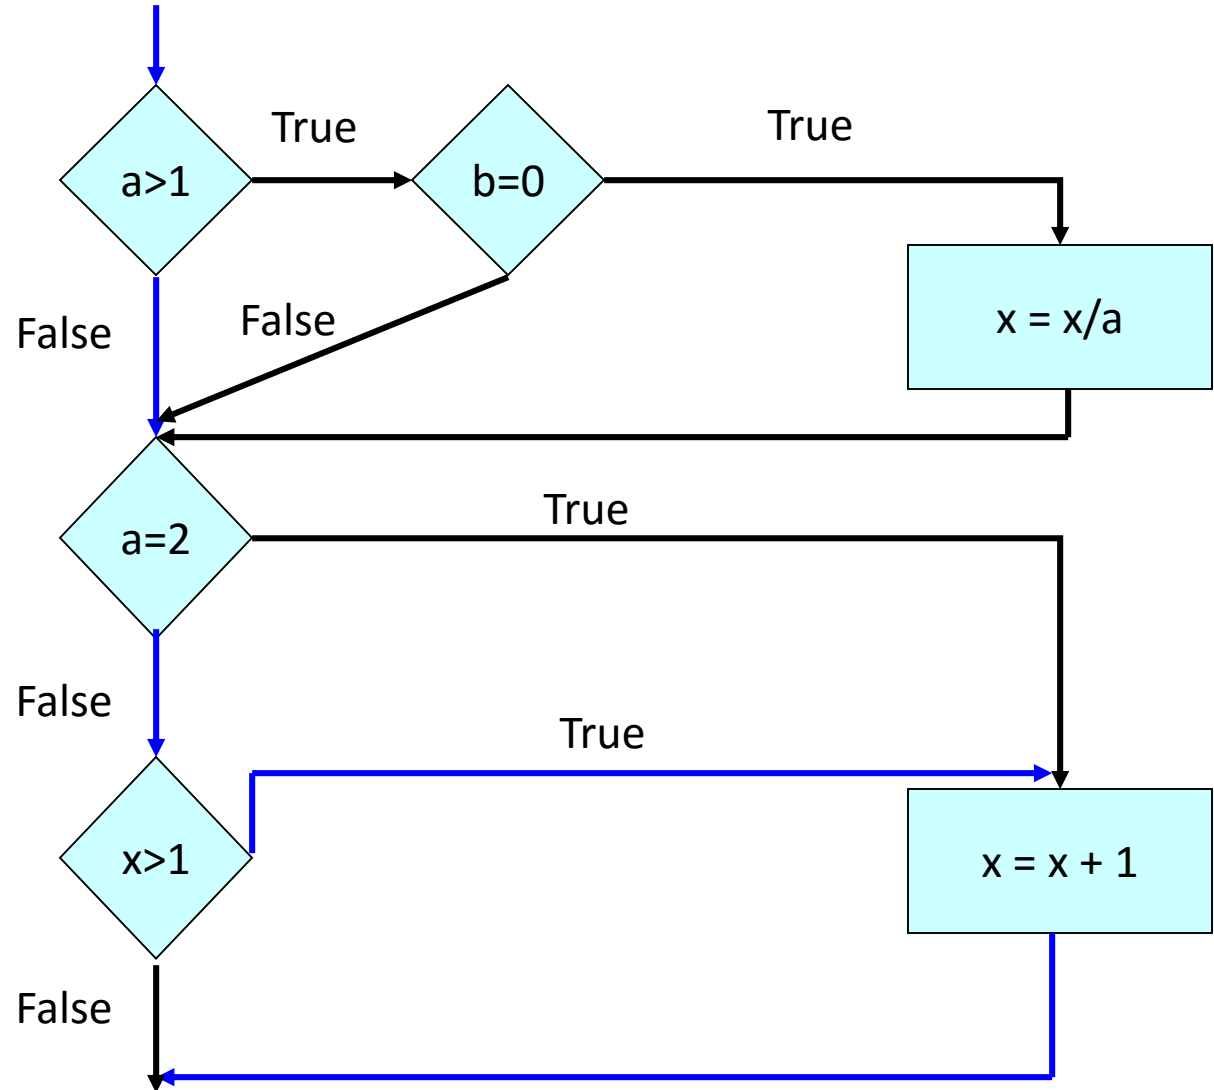 True
True
a>1
b=0
False
False
x = x/a
True
a=2
False
True
x>1
x = x + 1
False